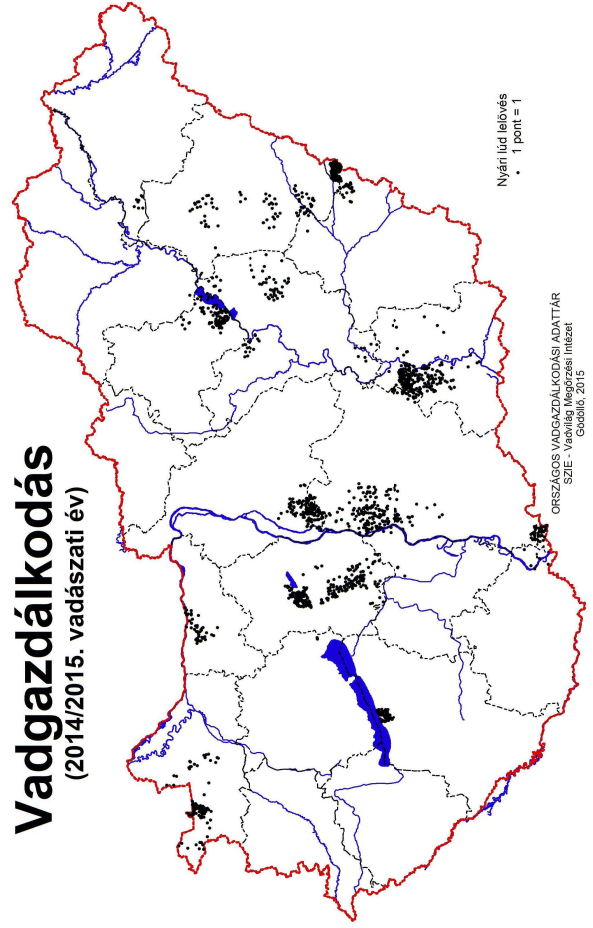 Vadgazdálkodás
(2014/2015. vadászati év)
Nyári lúd lelövés
1 pont = 1
ORSZÁGOS VADGAZDÁLKODÁSI ADATTÁR
SZIE - Vadvilág Megőrzési Intézet
Gödöllő, 2015